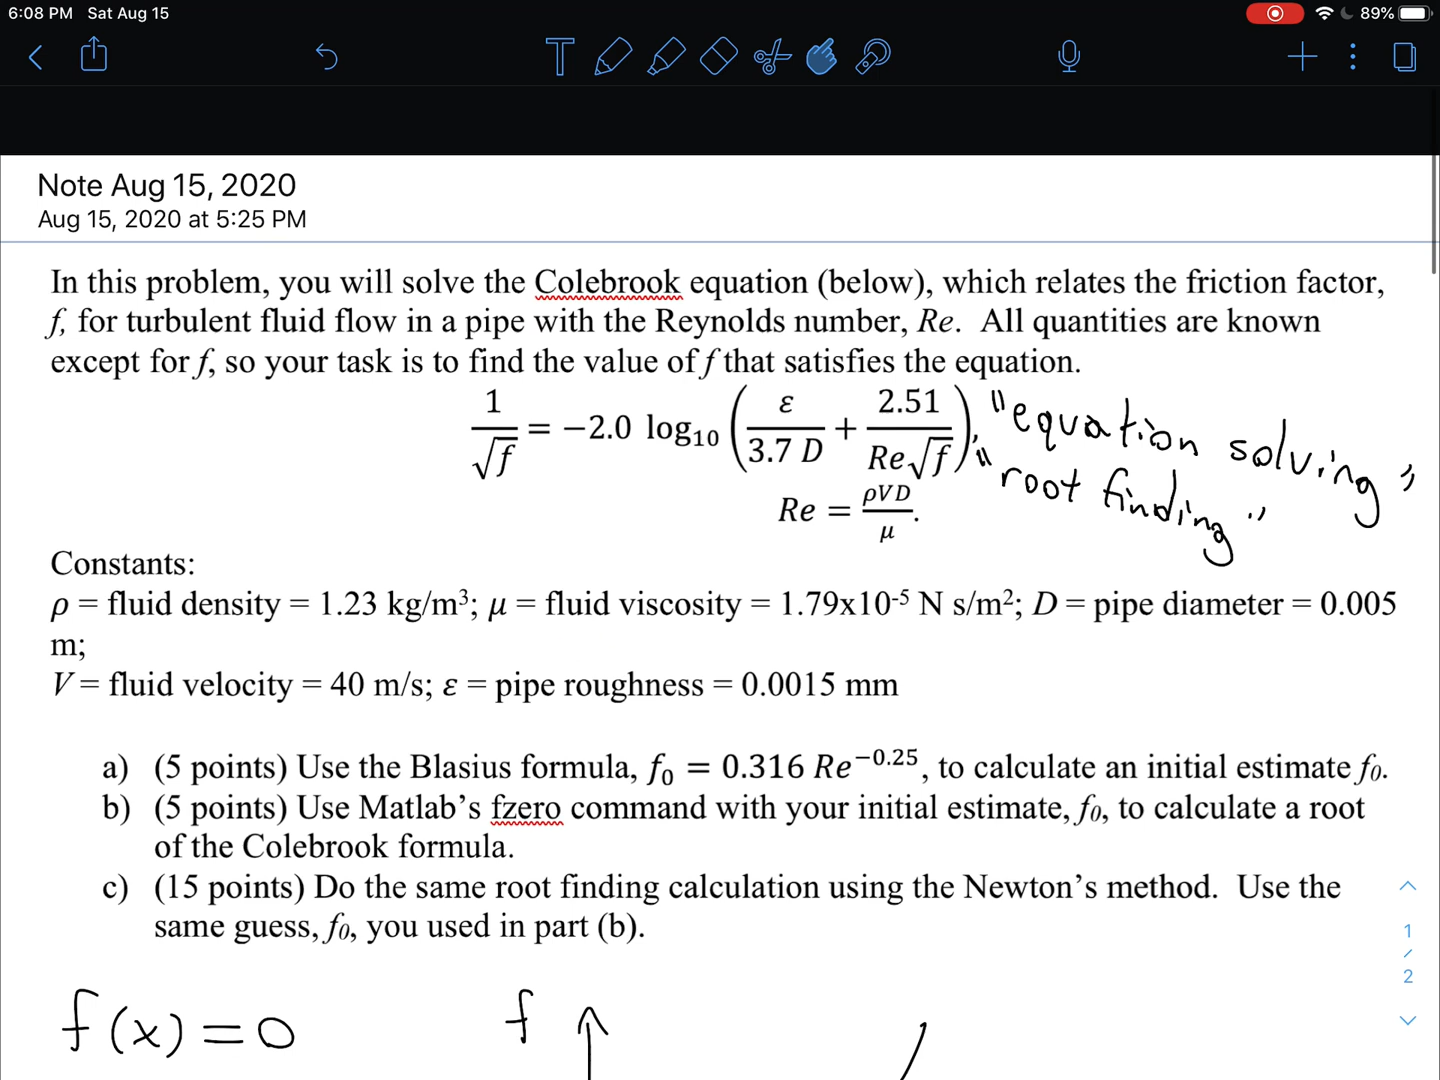 6:08 PM Sat Aug 15 89%
Note Aug 15, 2020
Aug 15, 2020 at 5:25 PM
In this problem, you will solve the Colebrook equation (below), which relates the friction factor,
f, for turbulent fluid flow in a pipe with the Reynolds number, Re. All quantities are known
except for f, so your task is to find the value of f that satisfies the equation.
1/√f = −2.0 log₁₀ (ε/3.7 D + 2.51/Re√f),
"equation solving"
"root finding"
Re = ρVD/μ.
Constants:
ρ = fluid density = 1.23 kg/m³; μ = fluid viscosity = 1.79x10⁻⁵ N s/m²; D = pipe diameter = 0.005
m;
V = fluid velocity = 40 m/s; ε = pipe roughness = 0.0015 mm
a) (5 points) Use the Blasius formula, f₀ = 0.316 Re⁻⁰·²⁵, to calculate an initial estimate f₀.
b) (5 points) Use Matlab's fzero command with your initial estimate, f₀, to calculate a root
of the Colebrook formula.
c) (15 points) Do the same root finding calculation using the Newton's method. Use the
same guess, f₀, you used in part (b).
1
/
2
f(x) = 0 f